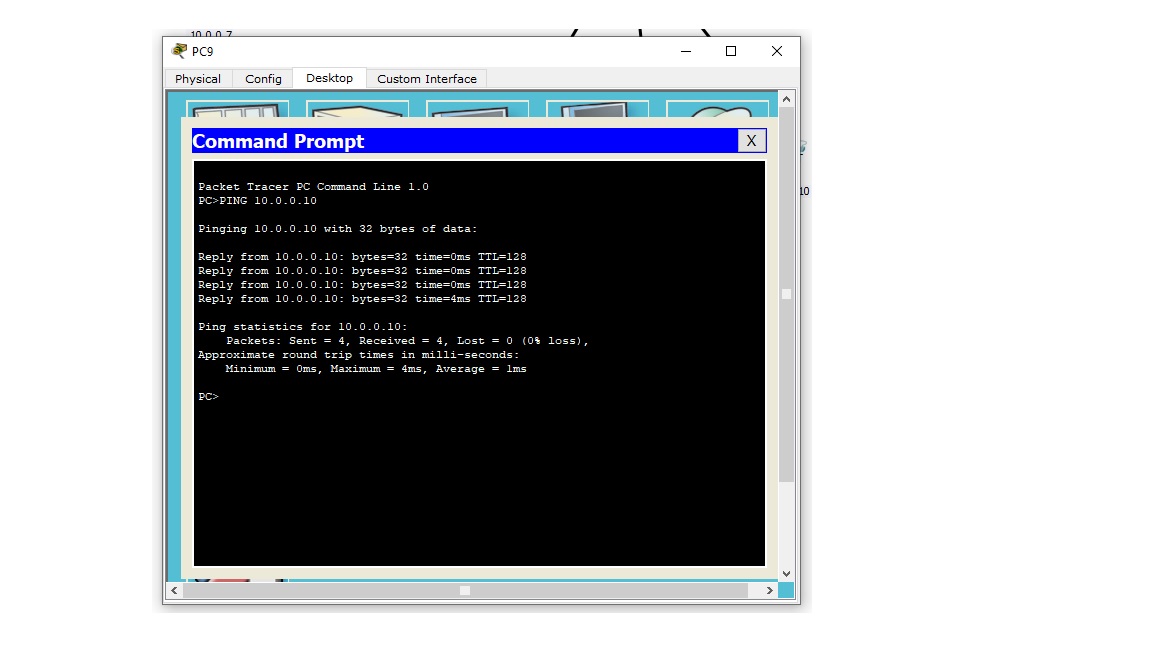 10.0.0.7
PC9
Physical Config Desktop Custom Interface
Command Prompt X
10
Packet Tracer PC Command Line 1.0
PC>PING 10.0.0.10
Pinging 10.0.0.10 with 32 bytes of data:
Reply from 10.0.0.10: bytes=32 time=0ms TTL=128
Reply from 10.0.0.10: bytes=32 time=0ms TTL=128
Reply from 10.0.0.10: bytes=32 time=0ms TTL=128
Reply from 10.0.0.10: bytes=32 time=4ms TTL=128
Ping statistics for 10.0.0.10:
Packets: Sent = 4, Received = 4, Lost = 0 (0% loss),
Approximate round trip times in milli-seconds:
Minimum = 0ms, Maximum = 4ms, Average = 1ms
PC>